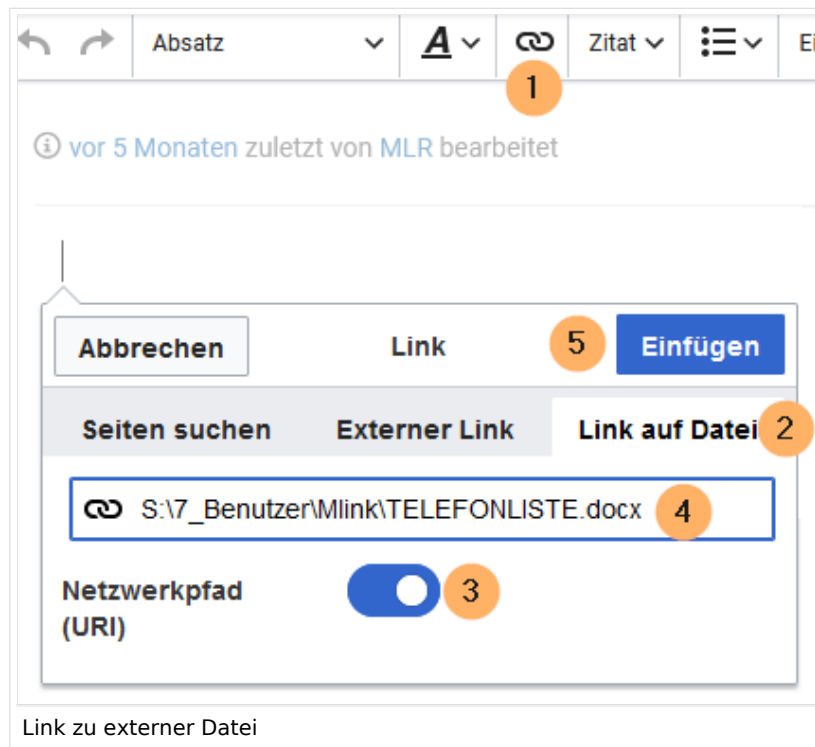 Absatz A Zitat Ei
1
vor 5 Monaten zuletzt von MLR bearbeitet
Abbrechen Link 5 Einfügen
Seiten suchen Externer Link Link auf Datei 2
S:\7_Benutzer\Mlink\TELEFONLISTE.docx 4
Netzwerkpfad 3
(URI)
Link zu externer Datei